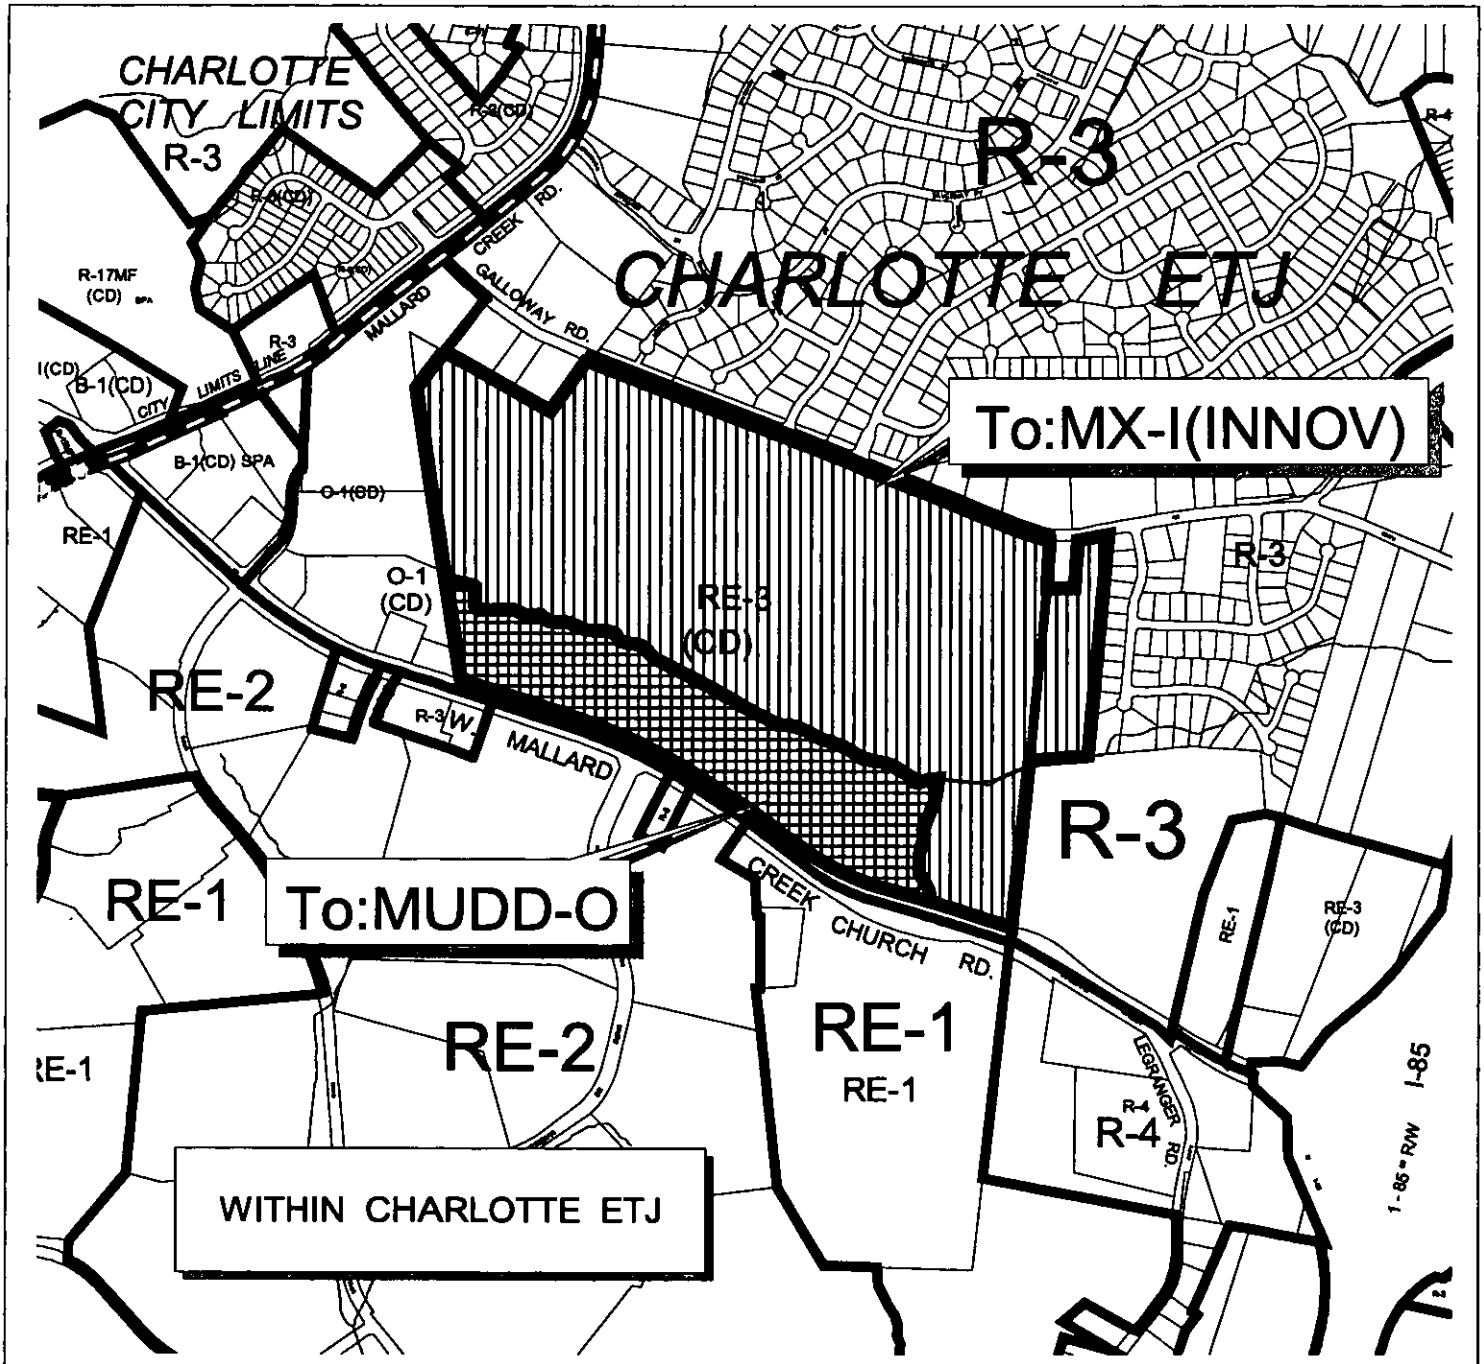 CHARLOTTE
CITY LIMITS
R-3
R-3
CHARLOTTE ETJ
R-4
R-17MF
(CD) SPA
R-3
CREEK RD.
MALLARD
GALLOWAY RD.
CITY LIMITS LINE
B-1(CD)
B-1(CD) SPA
O-1(CD)
RE-1
To:MX-I(INNOV)
R-3
O-1
(CD)
RE-3
(CD)
RE-2
R-3
W.
MALLARD
CREEK
CHURCH
RD.
R-3
RE-1
To:MUDD-O
RE-1
RE-3
(CD)
RE-2
RE-1
RE-1
RE-1
LEGRANGER RD.
R-4
R-4
I-85
1 - 85 = R/W
WITHIN CHARLOTTE ETJ